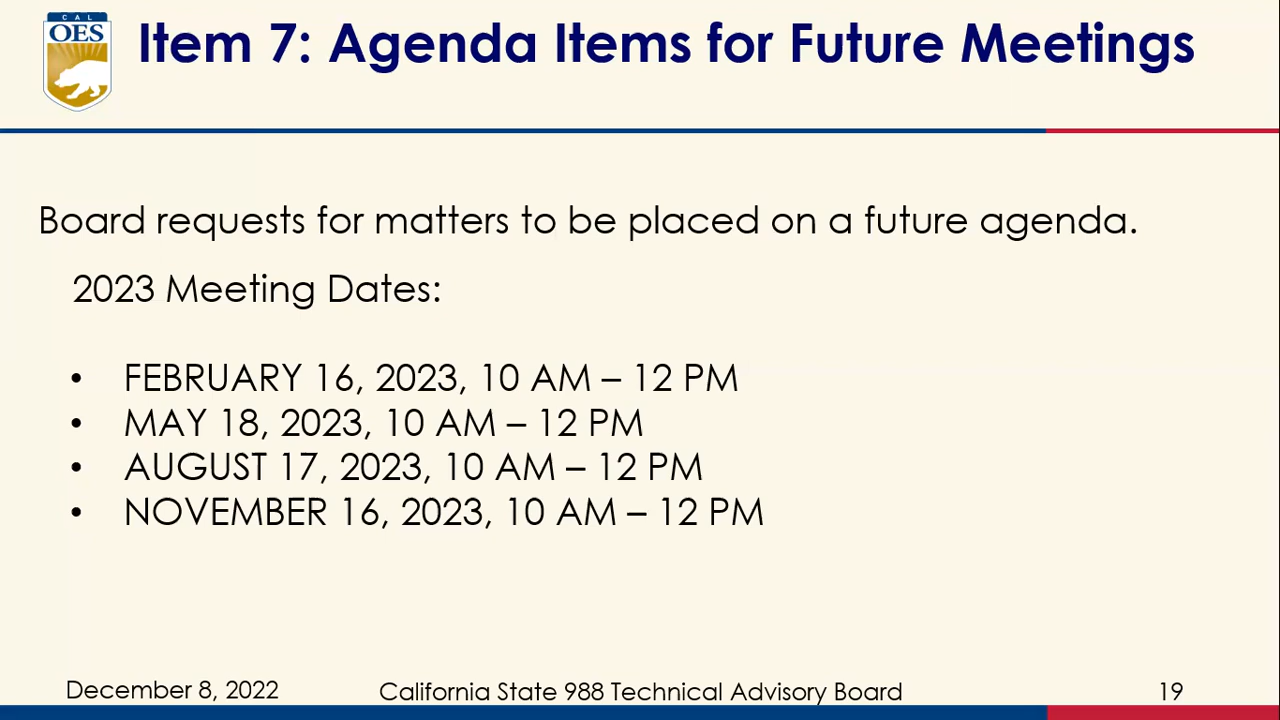 CAL
OES
Item 7: Agenda Items for Future Meetings
Board requests for matters to be placed on a future agenda.
2023 Meeting Dates:
• FEBRUARY 16, 2023, 10 AM – 12 PM
• MAY 18, 2023, 10 AM – 12 PM
• AUGUST 17, 2023, 10 AM – 12 PM
• NOVEMBER 16, 2023, 10 AM – 12 PM
December 8, 2022
California State 988 Technical Advisory Board
19